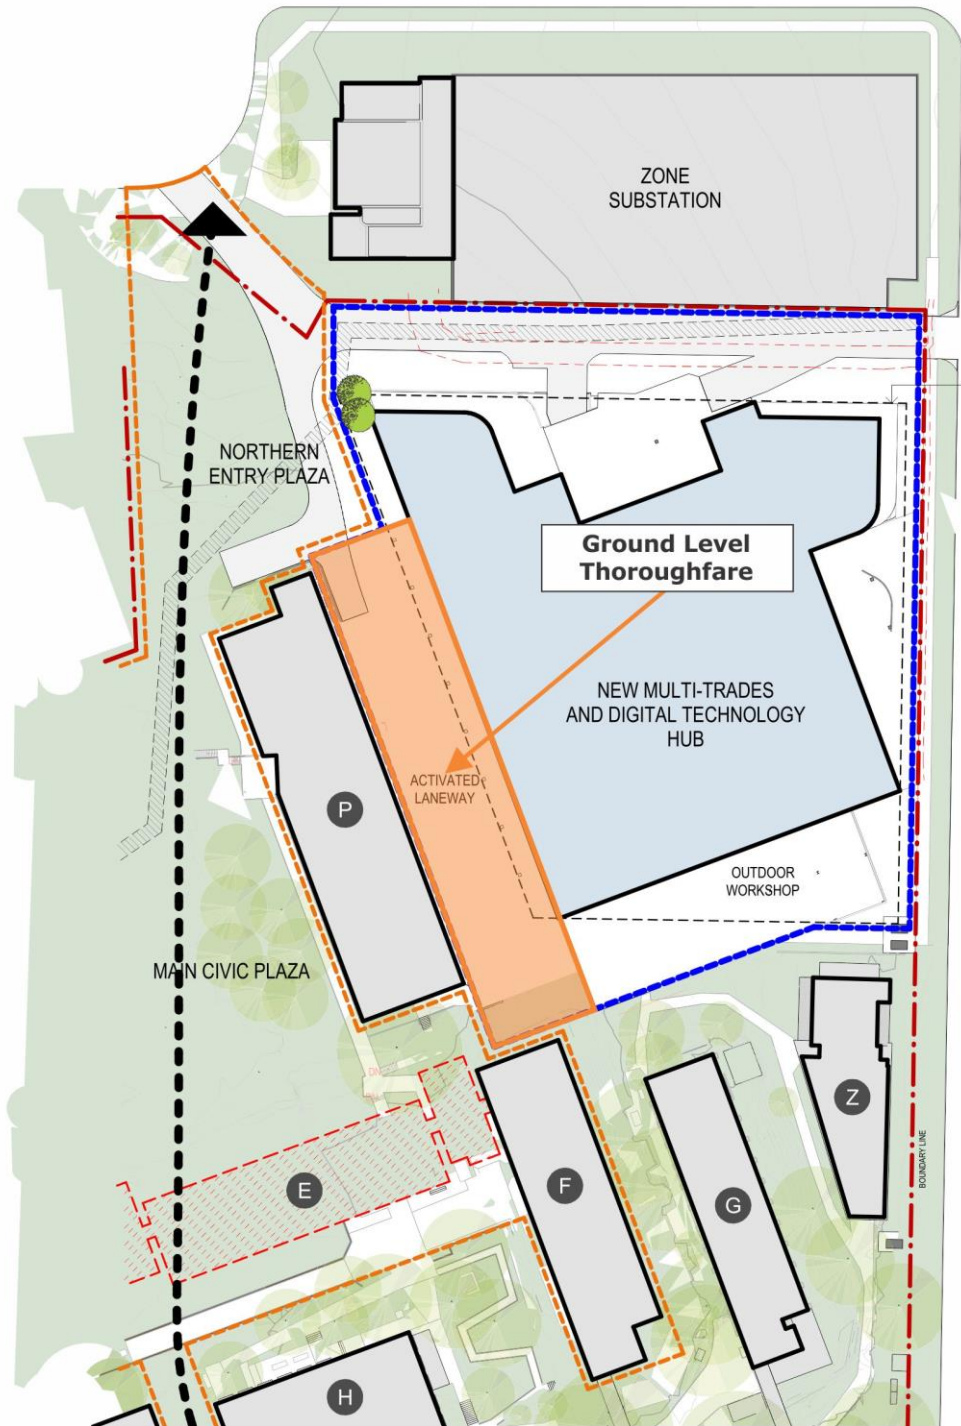 ZONE
SUBSTATION
NORTHERN
ENTRY PLAZA
Ground Level
Thoroughfare
NEW MULTI-TRADES
AND DIGITAL TECHNOLOGY
HUB
ACTIVATED
LANEWAY
P
OUTDOOR
WORKSHOP
MAIN CIVIC PLAZA
Z
BOUNDARY LINE
E
F
G
H